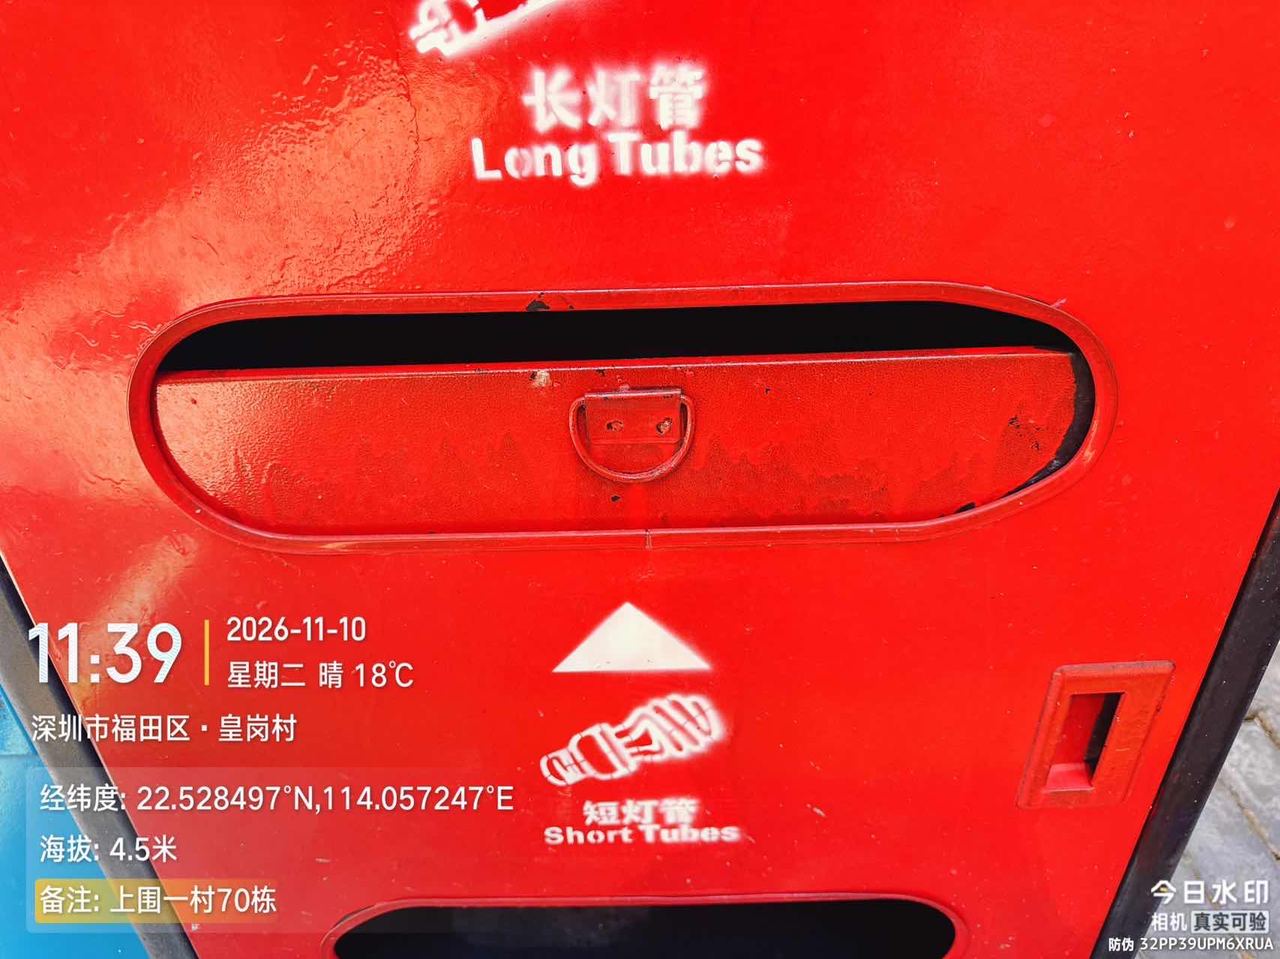 长灯管
Long Tubes
短灯管
Short Tubes
11:39
2026-11-10
星期二 晴 18℃
深圳市福田区·皇岗村
经纬度: 22.528497°N,114.057247°E
海拔: 4.5米
备注: 上围一村70栋
今日水印
相机 真实可验
防伪 32PP39UPM6XRUA